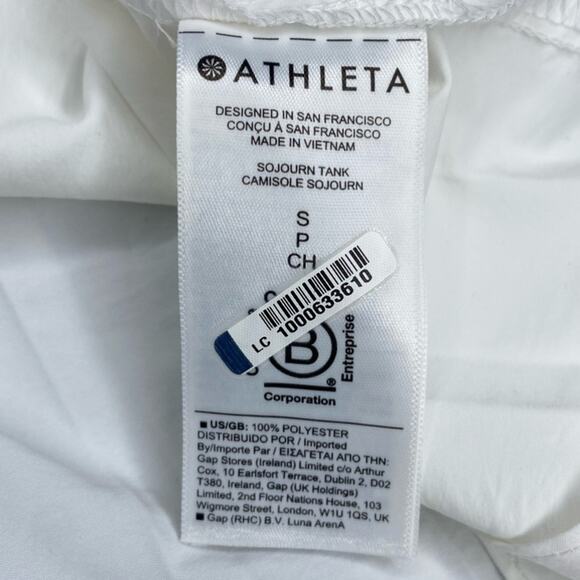 ATHLETA
DESIGNED IN SAN FRANCISCO
CONÇU À SAN FRANCISCO
MADE IN VIETNAM
SOJOURN TANK
CAMISOLE SOJOURN
S
P
CH
LC 1000633610
B
Entreprise
®
Corporation
■ US/GB: 100% POLYESTER
DISTRIBUIDO POR / Imported
By/Importe Par / ΕΙΣΑΓΕΤΑΙ ΑΠΟ ΤΗΝ:
Gap Stores (Ireland) Limited c/o Arthur
Cox, 10 Earlsfort Terrace, Dublin 2, D02
T380, Ireland, Gap (UK Holdings)
Limited, 2nd Floor Nations House, 103
Wigmore Street, London, W1U 1QS, UK
■ Gap (RHC) B.V. Luna ArenA